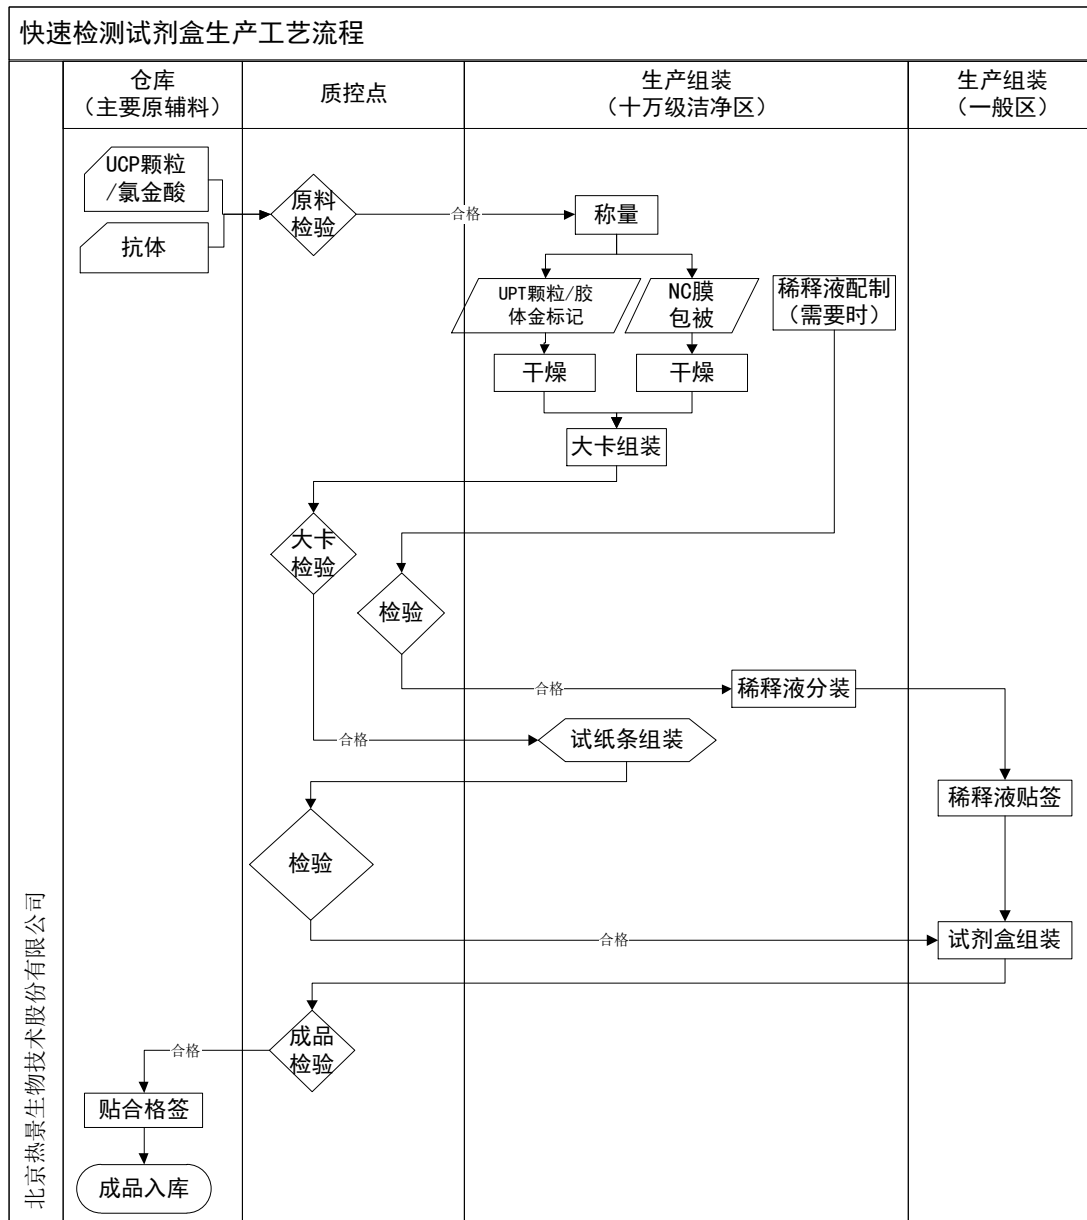 快速检测试剂盒生产工艺流程
仓库
（主要原辅料）
质控点
生产组装
（十万级洁净区）
生产组装
（一般区）
UCP颗粒
/氯金酸
抗体
原料
检验
合格
称量
UPT颗粒/胶
体金标记
NC膜
包被
稀释液配制
（需要时）
干燥
干燥
大卡组装
大卡
检验
检验
合格
稀释液分装
合格
试纸条组装
稀释液贴签
检验
合格
试剂盒组装
成品
检验
合格
贴合格签
成品入库
北京热景生物技术股份有限公司